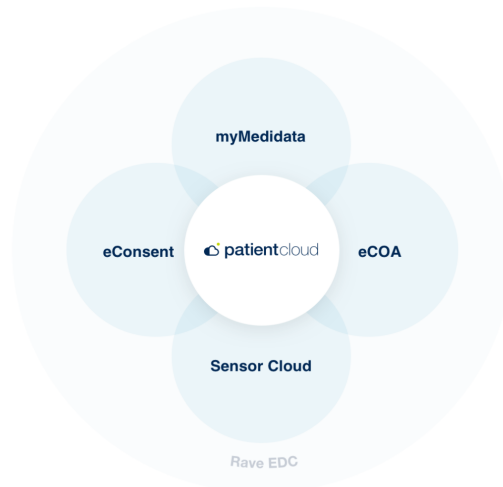 myMedidata
eConsent
patientcloud
eCOA
Sensor Cloud
Rave EDC